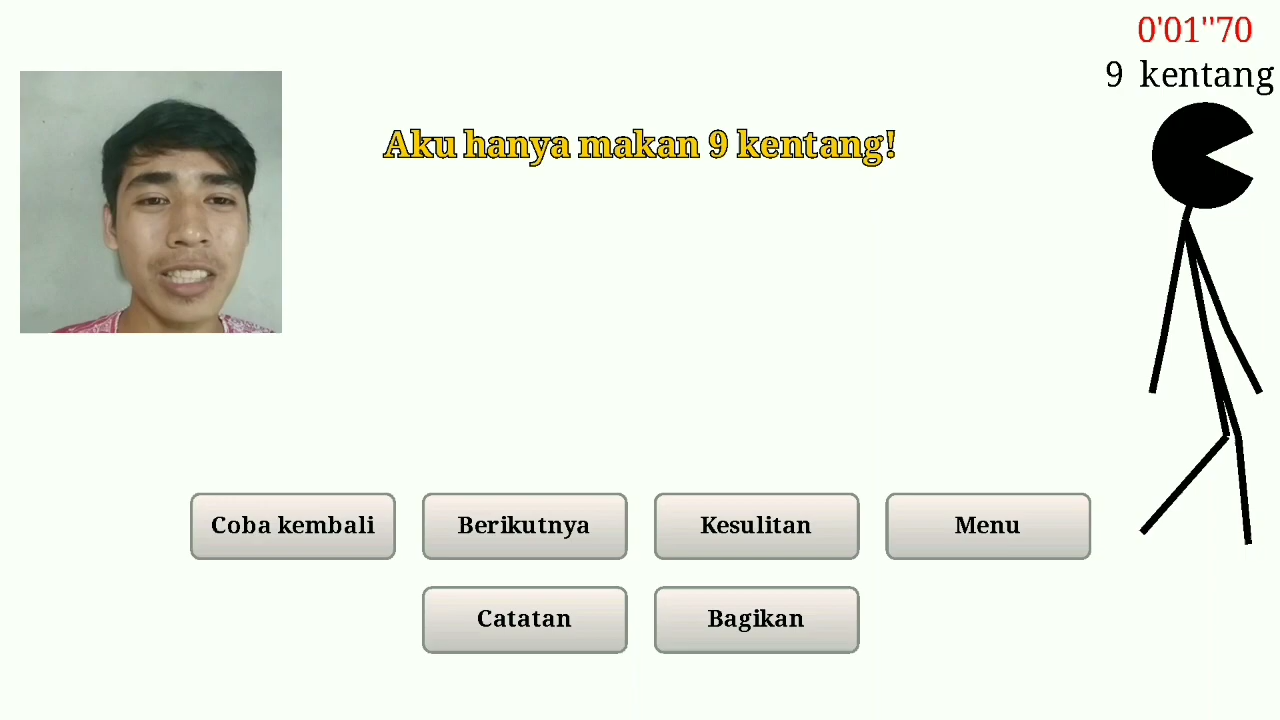 0'01"70
9 kentang
Aku hanya makan 9 kentang!
Coba kembali
Berikutnya
Kesulitan
Menu
Catatan
Bagikan